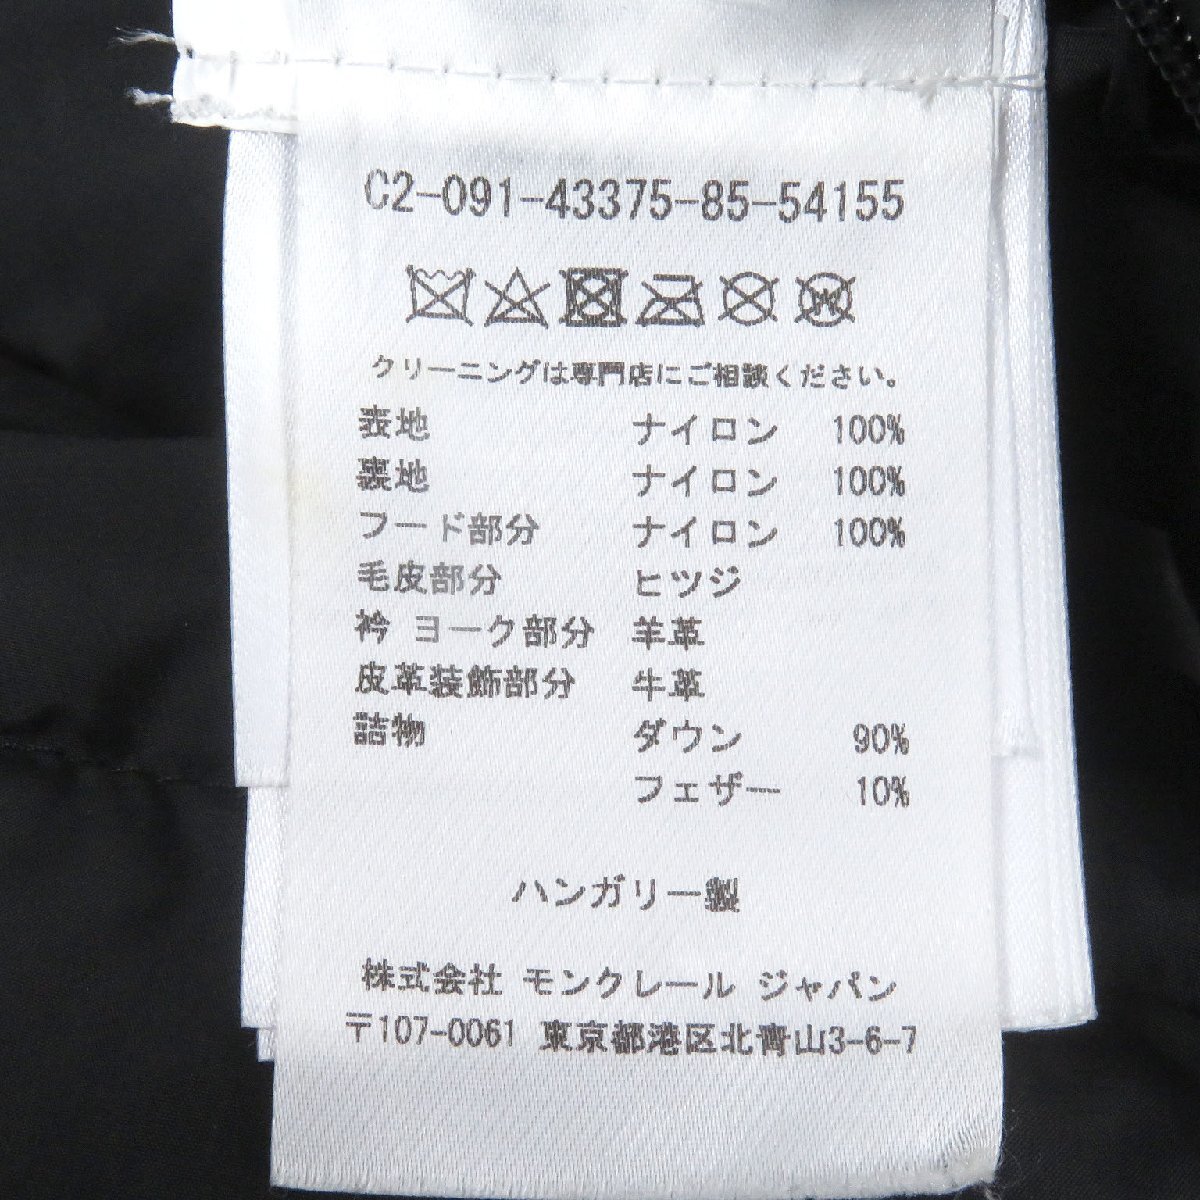 C2-091-43375-85-54155
クリーニングは専門店にご相談ください。
表地 ナイロン 100%
裏地 ナイロン 100%
フード部分 ナイロン 100%
毛皮部分 ヒツジ
衿 ヨーク部分 羊革
皮革装飾部分 牛革
詰物 ダウン 90%
フェザー 10%
ハンガリー製
株式会社 モンクレール ジャパン
〒107-0061 東京都港区北青山3-6-7